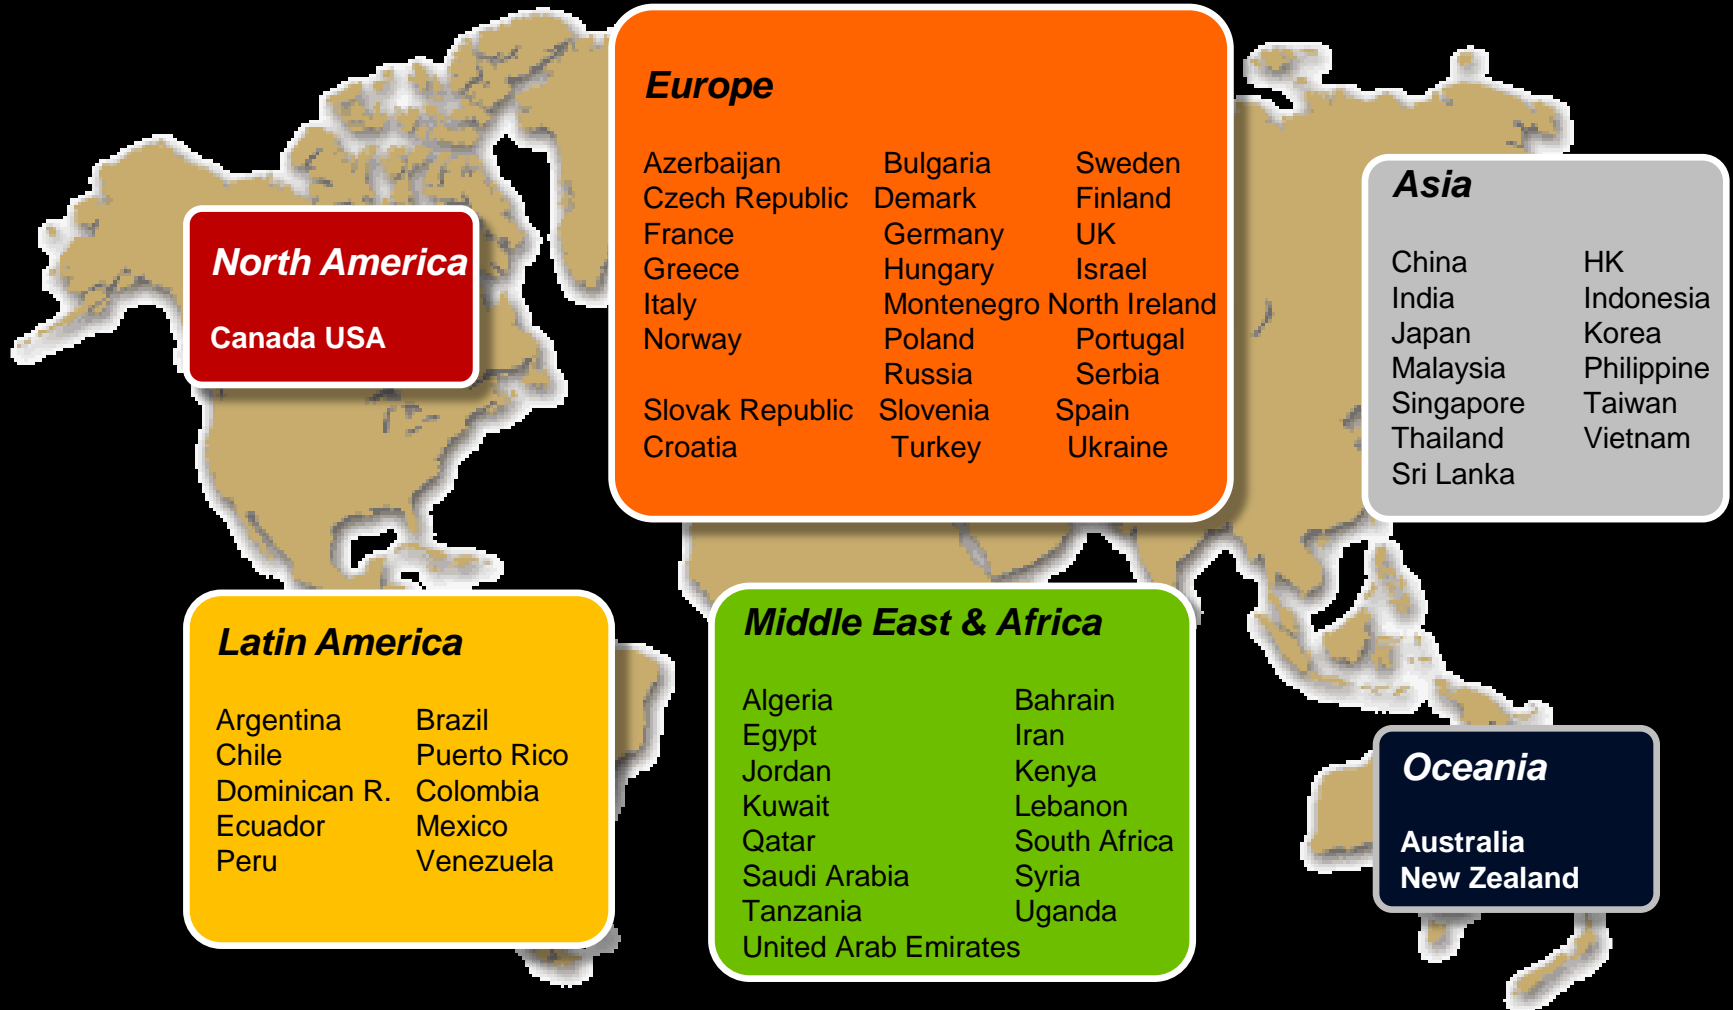 Europe
Azerbaijan Bulgaria Sweden
Czech Republic Demark Finland
France Germany UK
Greece Hungary Israel
Italy Montenegro North Ireland
Norway Poland Portugal
Russia Serbia
Slovak Republic Slovenia Spain
Croatia Turkey Ukraine
Asia
China HK
India Indonesia
Japan Korea
Malaysia Philippine
Singapore Taiwan
Thailand Vietnam
Sri Lanka
North America
Canada USA
Latin America
Argentina Brazil
Chile Puerto Rico
Dominican R. Colombia
Ecuador Mexico
Peru Venezuela
Middle East & Africa
Algeria Bahrain
Egypt Iran
Jordan Kenya
Kuwait Lebanon
Qatar South Africa
Saudi Arabia Syria
Tanzania Uganda
United Arab Emirates
Oceania
Australia
New Zealand